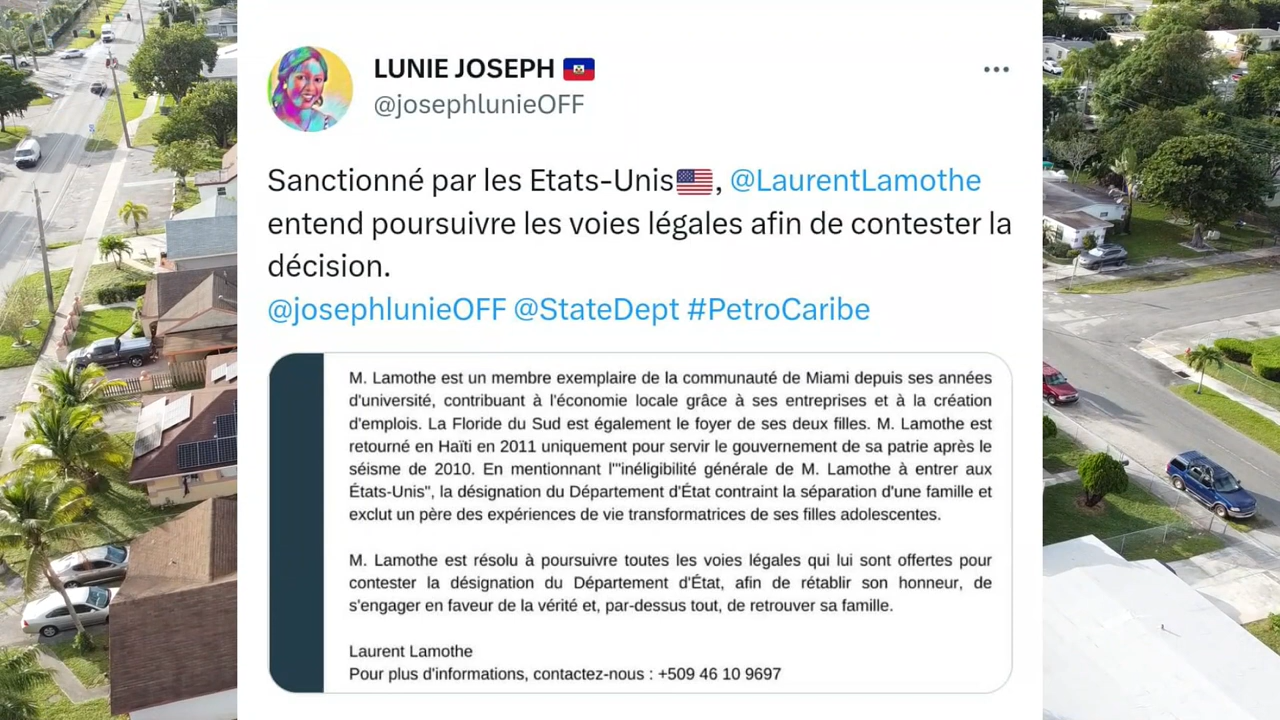 LUNIE JOSEPH 🇭🇹
@josephlunieOFF
Sanctionné par les Etats-Unis🇺🇸, @LaurentLamothe
entend poursuivre les voies légales afin de contester la
décision.
@josephlunieOFF @StateDept #PetroCaribe
M. Lamothe est un membre exemplaire de la communauté de Miami depuis ses années
d'université, contribuant à l'économie locale grâce à ses entreprises et à la création
d'emplois. La Floride du Sud est également le foyer de ses deux filles. M. Lamothe est
retourné en Haïti en 2011 uniquement pour servir le gouvernement de sa patrie après le
séisme de 2010. En mentionnant l'"inéligibilité générale de M. Lamothe à entrer aux
États-Unis", la désignation du Département d'État contraint la séparation d'une famille et
exclut un père des expériences de vie transformatrices de ses filles adolescentes.
M. Lamothe est résolu à poursuivre toutes les voies légales qui lui sont offertes pour
contester la désignation du Département d'État, afin de rétablir son honneur, de
s'engager en faveur de la vérité et, par-dessus tout, de retrouver sa famille.
Laurent Lamothe
Pour plus d'informations, contactez-nous : +509 46 10 9697